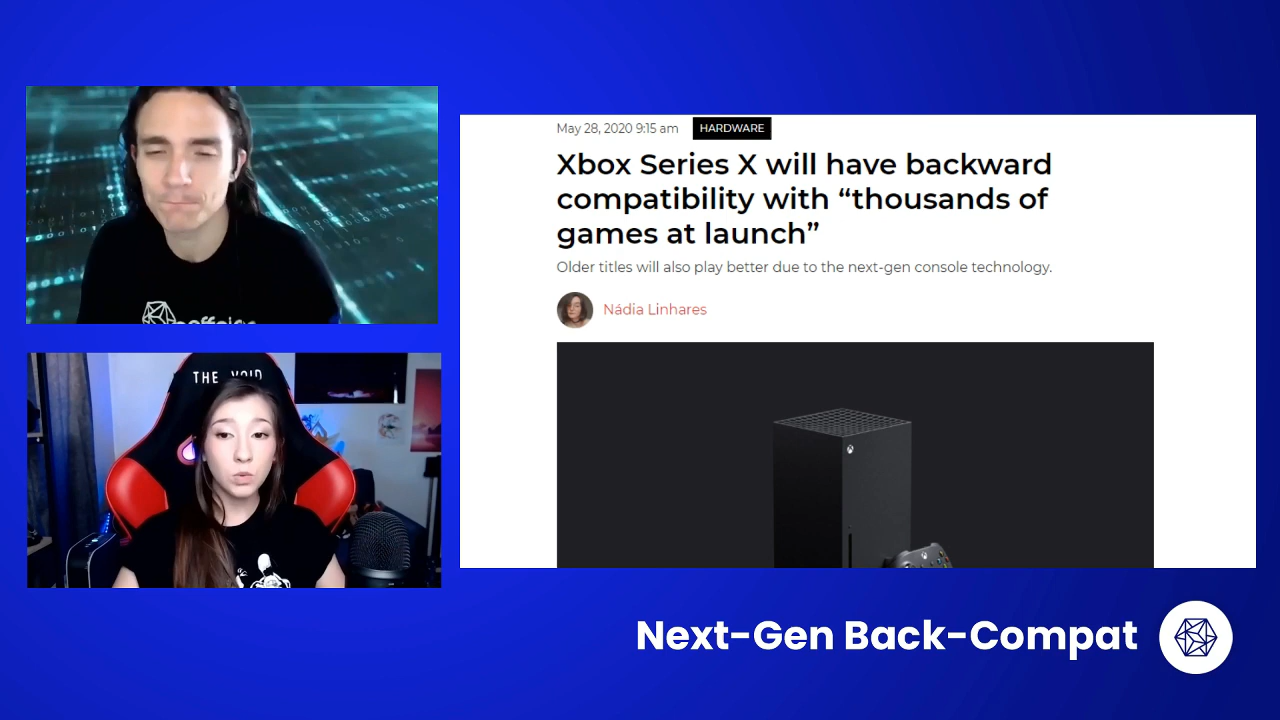 May 28, 2020 9:15 am HARDWARE
Xbox Series X will have backward
compatibility with “thousands of
games at launch”
Older titles will also play better due to the next-gen console technology.
Nádia Linhares
THE VOID
Next-Gen Back-Compat